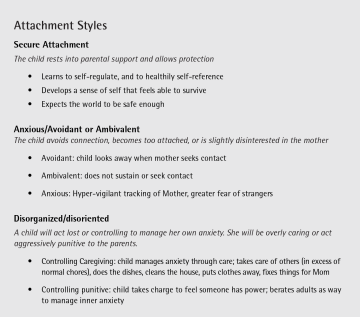 Attachment Styles
Secure Attachment
The child rests into parental support and allows protection
• Learns to self-regulate, and to healthily self-reference
• Develops a sense of self that feels able to survive
• Expects the world to be safe enough
Anxious/Avoidant or Ambivalent
The child avoids connection, becomes too attached, or is slightly disinterested in the mother
• Avoidant: child looks away when mother seeks contact
• Ambivalent: does not sustain or seek contact
• Anxious: Hyper-vigilant tracking of Mother, greater fear of strangers
Disorganized/disoriented
A child will act lost or controlling to manage her own anxiety. She will be overly caring or act
aggressively punitive to the parents.
• Controlling Caregiving: child manages anxiety through care; takes care of others (in excess of
normal chores), does the dishes, cleans the house, puts clothes away, fixes things for Mom
• Controlling punitive: child takes charge to feel someone has power; berates adults as way
to manage inner anxiety